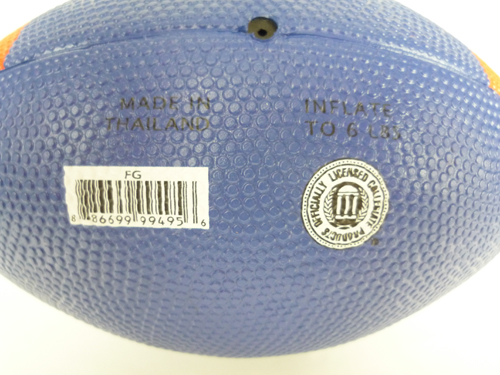 MADE IN
THAILAND
INFLATE
TO 6 LBS.
FG
8 86699 99495 6
OFFICIALLY LICENSED COLLEGIATE
PRODUCTS